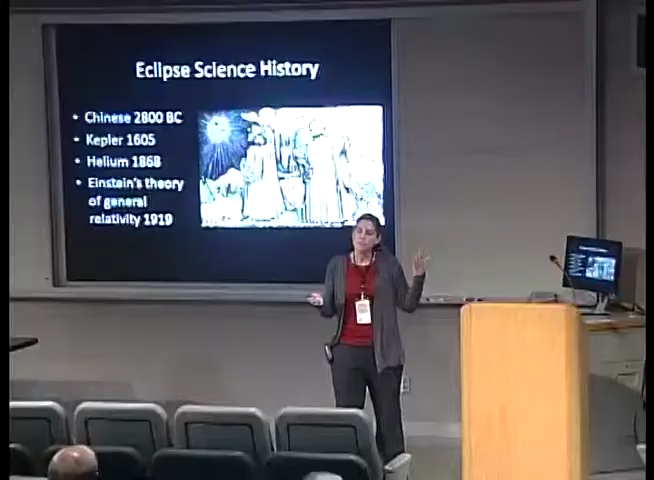 Eclipse Science History
• Chinese 2800 BC
• Kepler 1605
• Helium 1868
• Einstein's theory
of general
relativity 1919